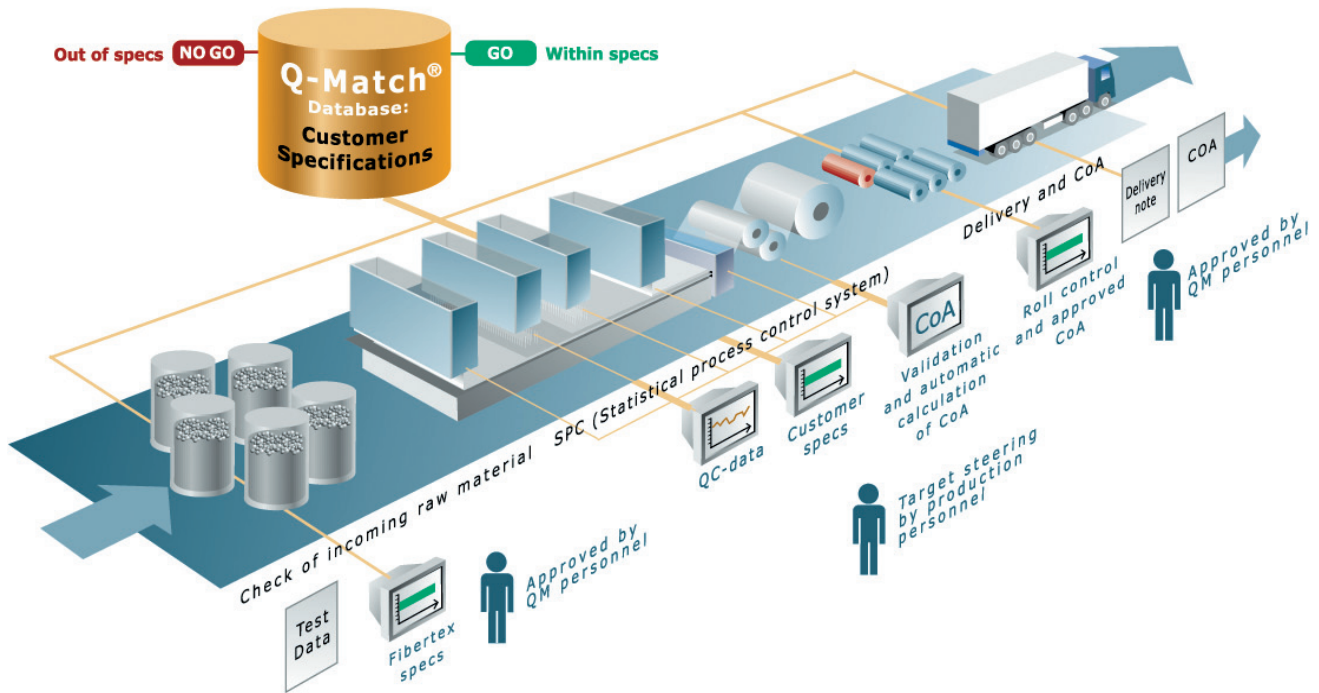 Out of specs
NO GO
GO
Within specs
Q-Match®
Database:
Customer
Specifications
Check of incoming raw material
SPC (Statistical process control system)
Delivery and CoA
Test
Data
Fibertex
specs
Approved by
QM personnel
QC-data
Customer
specs
CoA
Validation
and automatic
calculation
of CoA
Target steering
by production
personnel
Roll control
and approved
CoA
Delivery
note
COA
Approved by
QM personnel